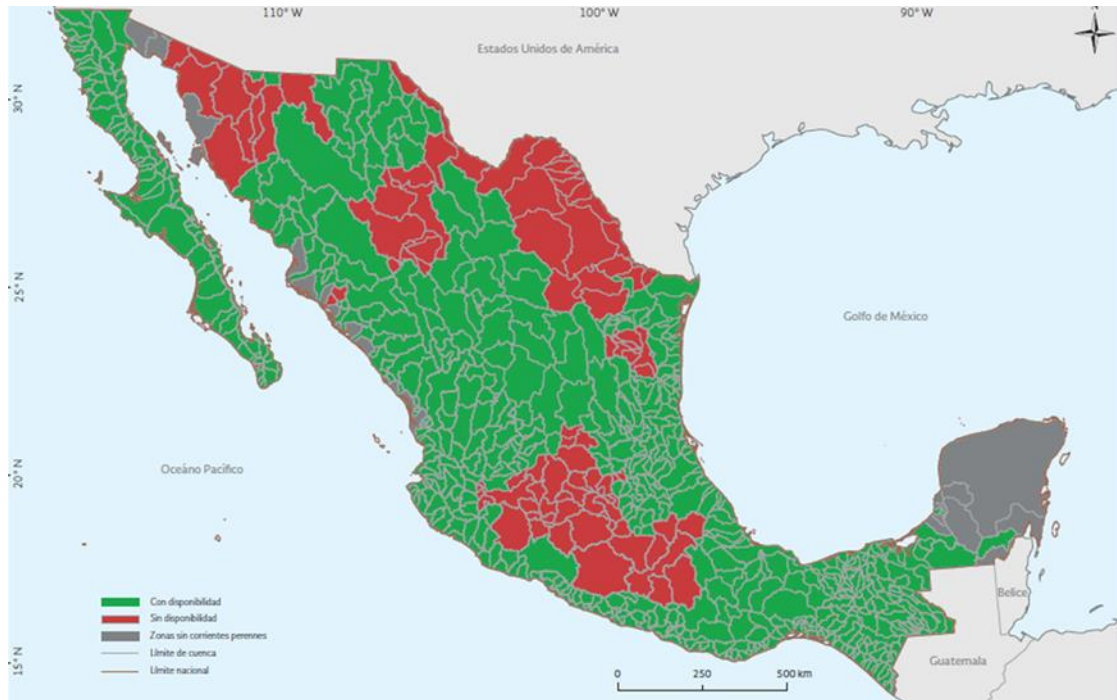 110° W
100° W
90° W
Estados Unidos de América
30° N
25° N
Golfo de México
20° N
Oceáno Pacífico
Con disponibilidad
Sin disponibilidad
Zonas sin corrientes perennes
Límite de cuenca
Límite nacional
Belice
Guatemala
15° N
0 250 500 km